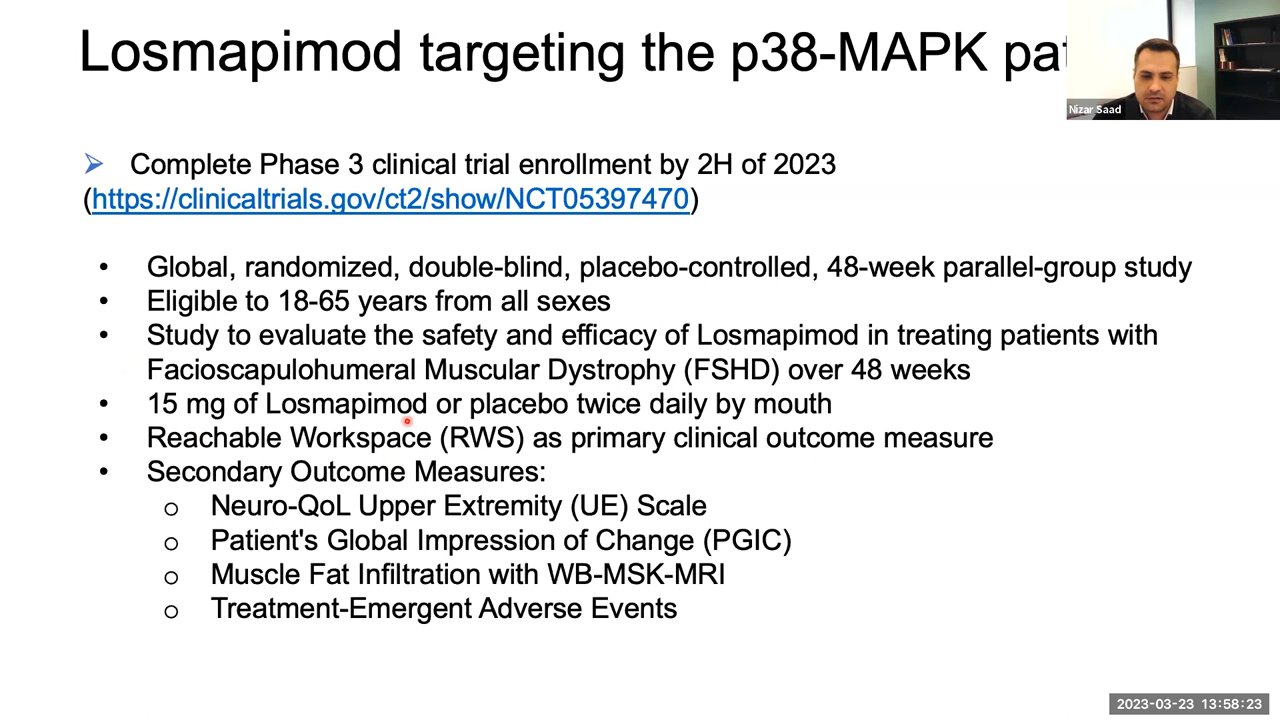 Losmapimod targeting the p38-MAPK
Nizar Saad
➢ Complete Phase 3 clinical trial enrollment by 2H of 2023
(https://clinicaltrials.gov/ct2/show/NCT05397470)
• Global, randomized, double-blind, placebo-controlled, 48-week parallel-group study
• Eligible to 18-65 years from all sexes
• Study to evaluate the safety and efficacy of Losmapimod in treating patients with
Facioscapulohumeral Muscular Dystrophy (FSHD) over 48 weeks
• 15 mg of Losmapimod or placebo twice daily by mouth
• Reachable Workspace (RWS) as primary clinical outcome measure
• Secondary Outcome Measures:
o Neuro-QoL Upper Extremity (UE) Scale
o Patient's Global Impression of Change (PGIC)
o Muscle Fat Infiltration with WB-MSK-MRI
o Treatment-Emergent Adverse Events
2023-03-23 13:58:23